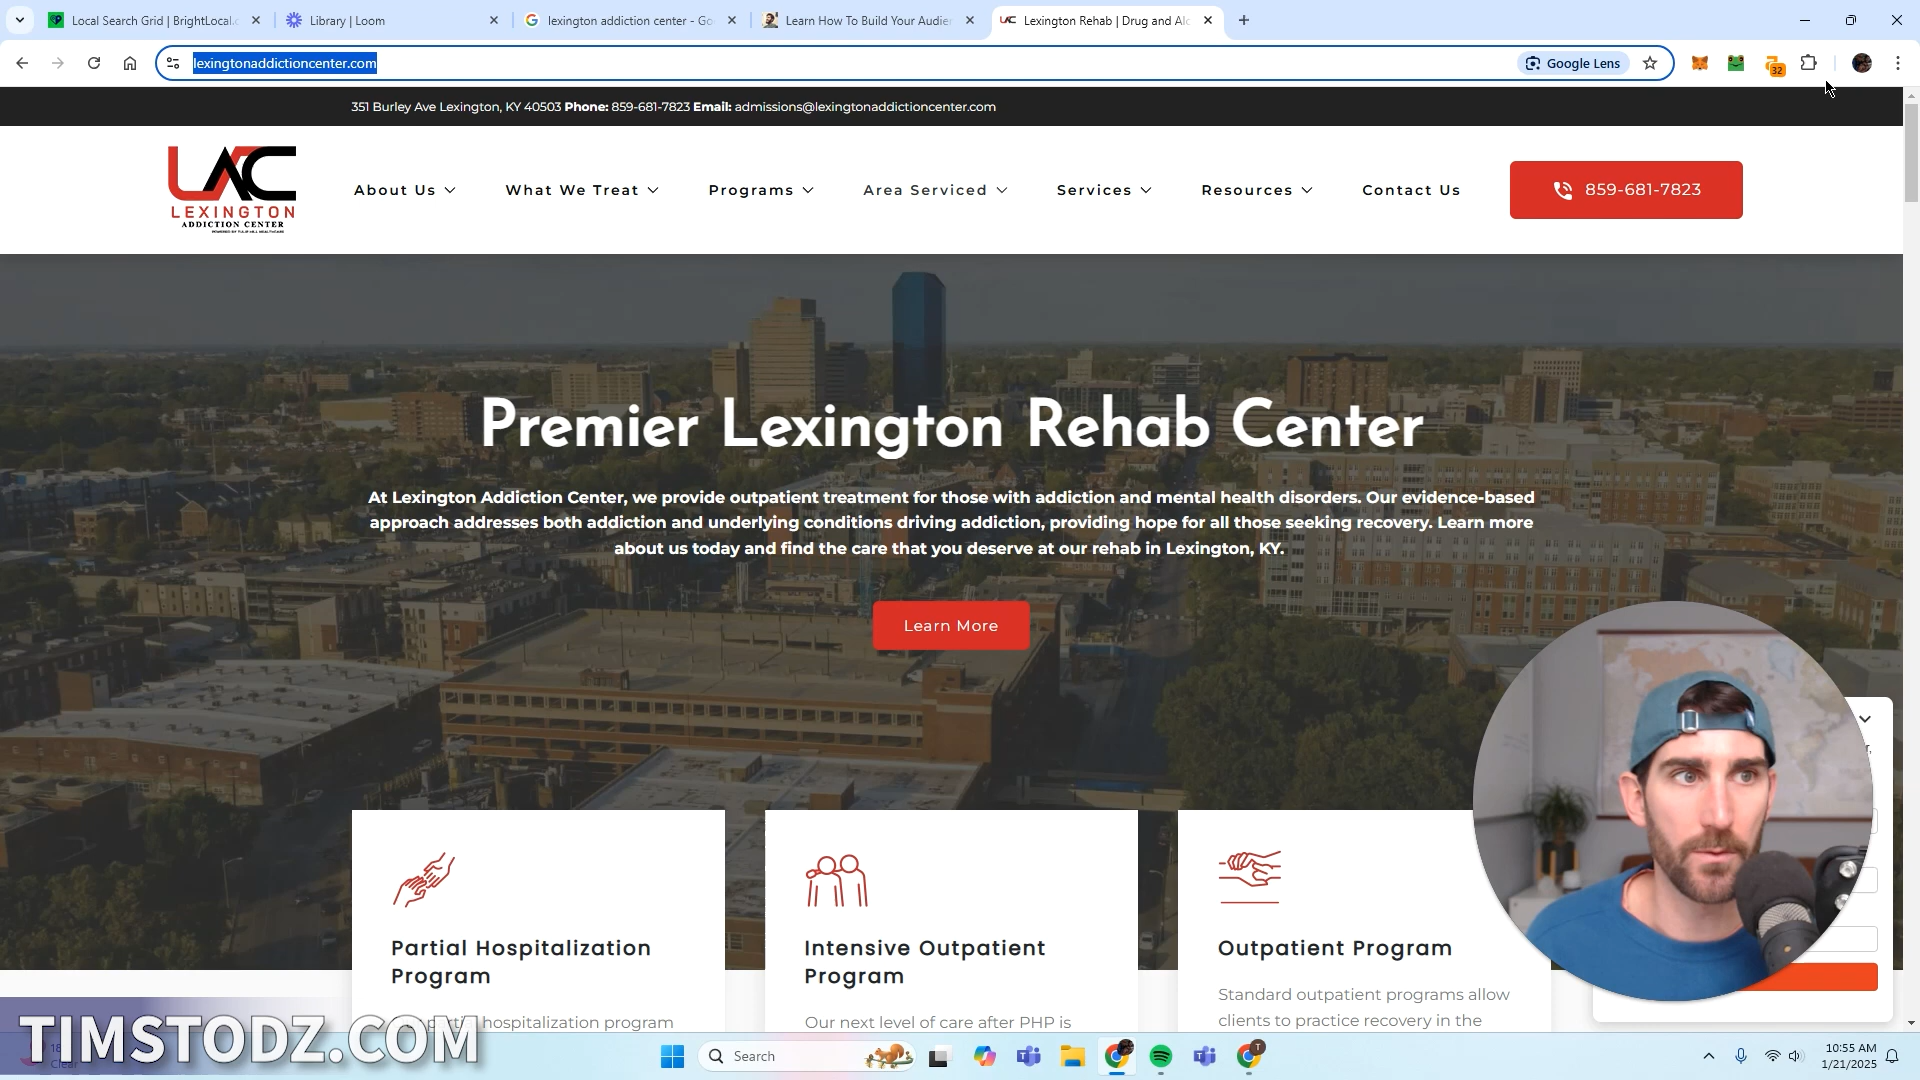 Local Search Grid | BrightLocal.c
Library | Loom
lexington addiction center - Go
Learn How To Build Your Audien
Lexington Rehab | Drug and Alc
lexingtonaddictioncenter.com
Google Lens
32
351 Burley Ave Lexington, KY 40503 Phone: 859-681-7823 Email: admissions@lexingtonaddictioncenter.com
LAC
LEXINGTON
ADDICTION CENTER
About Us
What We Treat
Programs
Area Serviced
Services
Resources
Contact Us
859-681-7823
Premier Lexington Rehab Center
At Lexington Addiction Center, we provide outpatient treatment for those with addiction and mental health disorders. Our evidence-based
approach addresses both addiction and underlying conditions driving addiction, providing hope for all those seeking recovery. Learn more
about us today and find the care that you deserve at our rehab in Lexington, KY.
Learn More
Partial Hospitalization
Program
hospitalization program
Intensive Outpatient
Program
Our next level of care after PHP is
Outpatient Program
Standard outpatient programs allow
clients to practice recovery in the
TIMSTODZ.COM
Clear
Search
10:55 AM
1/21/2025